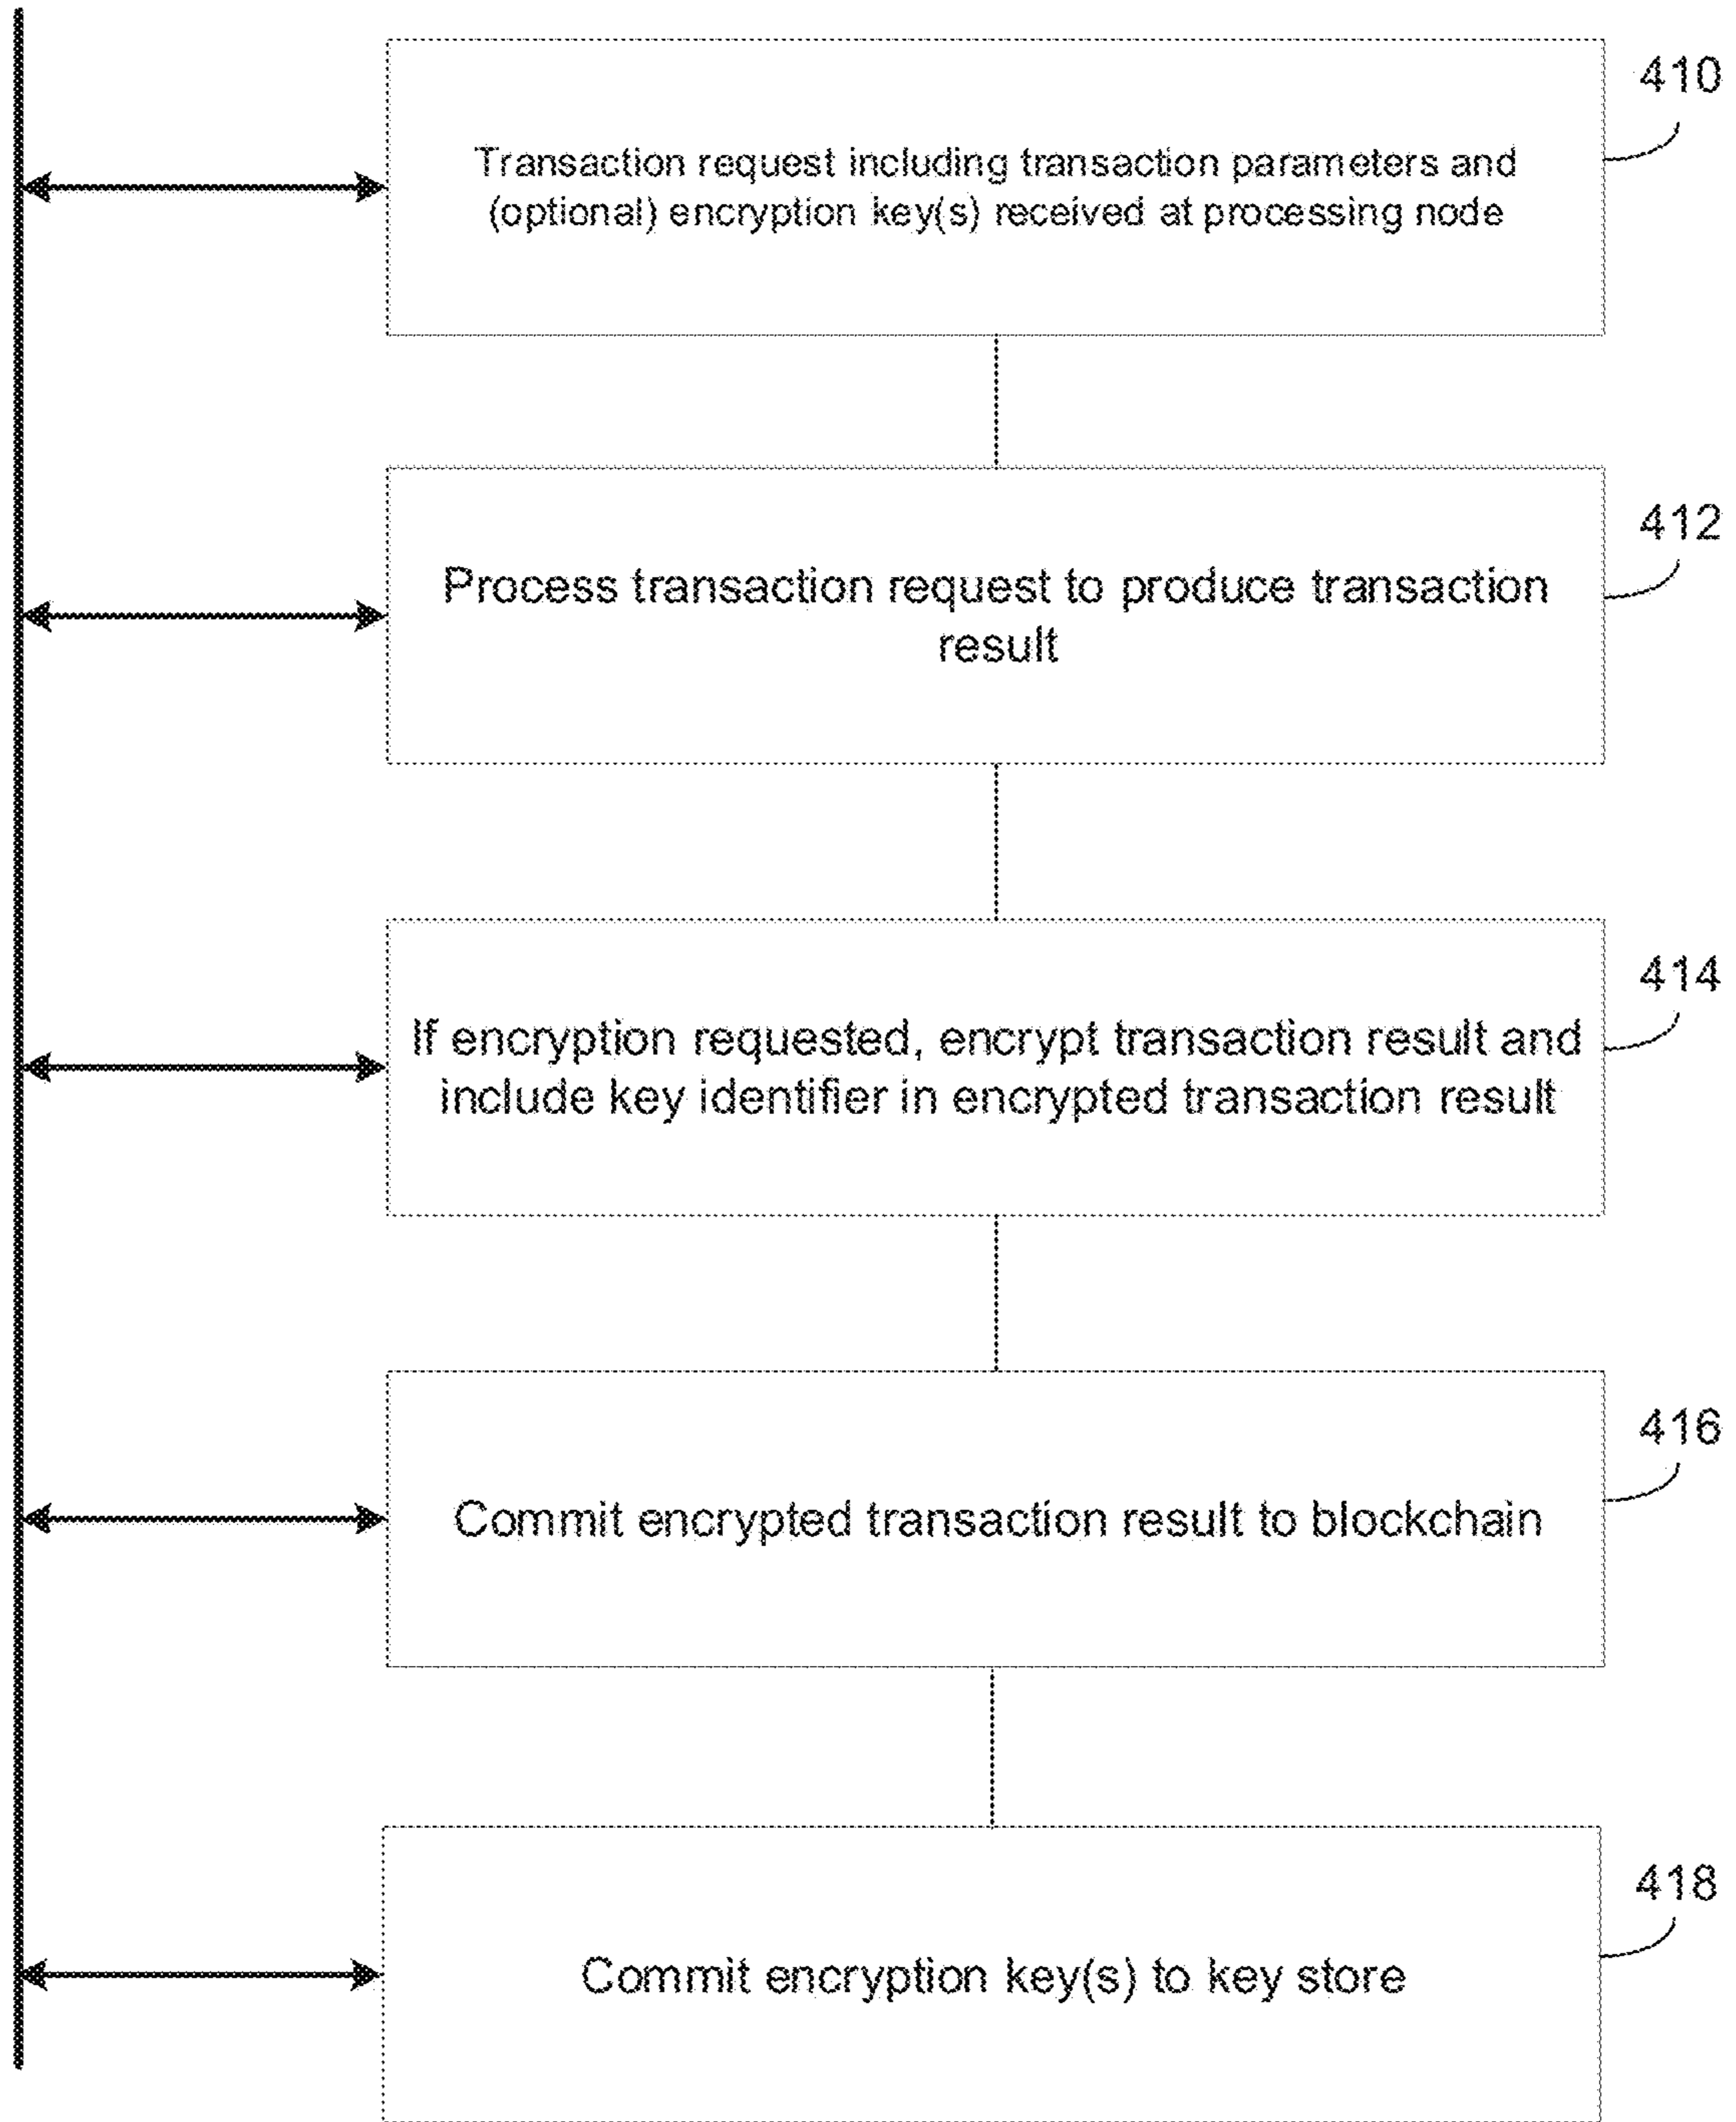 410
Transaction request including transaction parameters and
(optional) encryption key(s) received at processing node
412
Process transaction request to produce transaction
result
414
If encryption requested, encrypt transaction result and
include key identifier in encrypted transaction result
416
Commit encrypted transaction result to blockchain
418
Commit encryption key(s) to key store